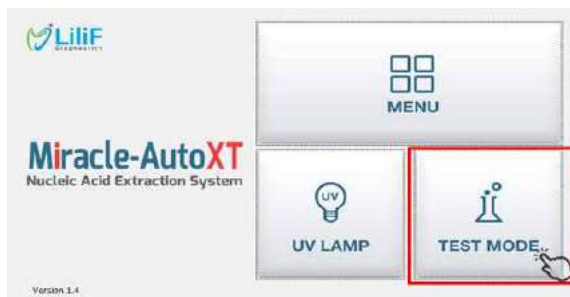 LiliF
Diagnostics
MENU
Miracle-AutoXT
Nucleic Acid Extraction System
UV
UV LAMP
TEST MODE
Version 1.4